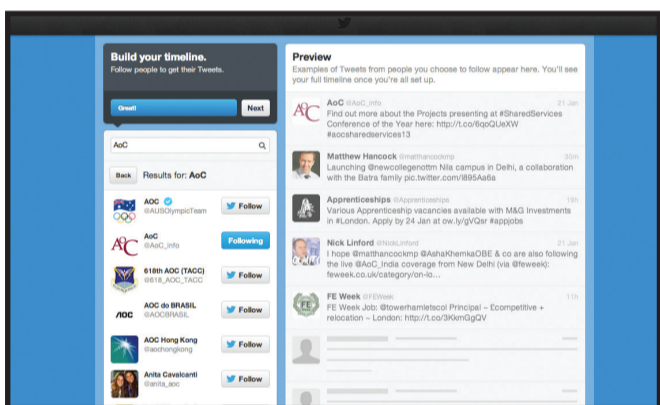 Build your timeline.
Follow people to get their Tweets.
Great!
Next
AoC
Back
Results for: AoC
AOC
@AUSOlympicTeam
Follow
AoC
@AoC_info
Following
618th AOC (TACC)
@618_AOC_TACC
Follow
AOC do BRASIL
@AOCBRASIL
Follow
AOC Hong Kong
@aochongkong
Follow
Anita Cavalcanti
@anita_aoc
Follow
Preview
Examples of Tweets from people you choose to follow appear here. You'll see
your full timeline once you're all set up.
AoC @AoC_info 21 Jan
Find out more about the Projects presenting at #SharedServices
Conference of the Year here: http://t.co/6qoQUeXW
#aocsharedservices13
Matthew Hancock @matthancockmp 30m
Launching @newcollegenottm Nila campus in Delhi, a collaboration
with the Batra family pic.twitter.com/l895Aa6a
Apprenticeships @Apprenticeships 19h
Various Apprenticeship vacancies available with M&G Investments
in #London. Apply by 24 Jan at ow.ly/gVQsr #appjobs
Nick Linford @NickLinford 21 Jan
I hope @matthancockmp @AshaKhemkaOBE & co are also following
the live @AoC_India coverage from New Delhi (via @feweek):
feweek.co.uk/category/on-lo...
FE Week @FEWeek 11h
FE Week Job: @towerhamletscol Principal – £competitive +
relocation – London: http://t.co/3KkmGgQV